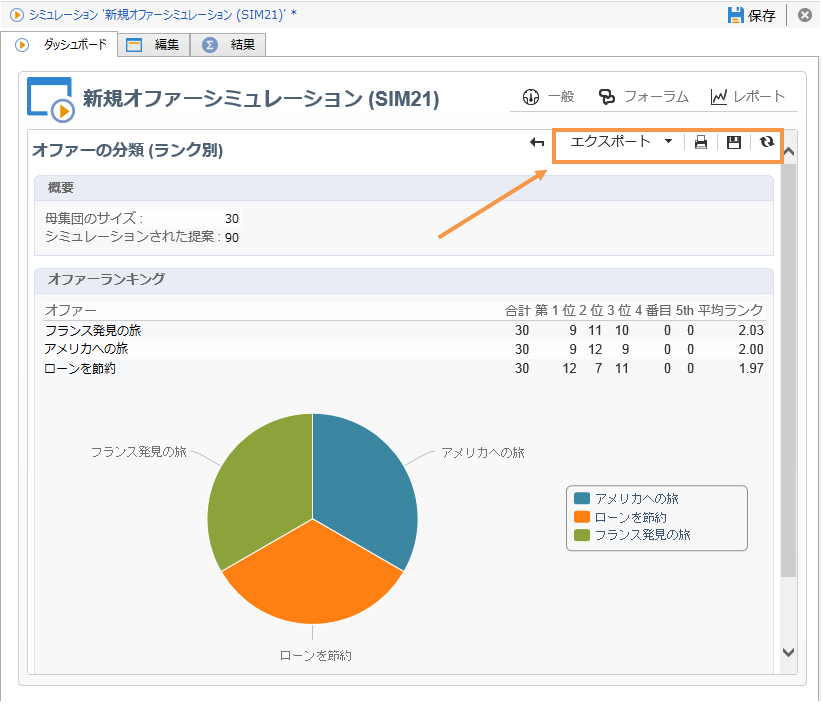 シミュレーション '新規オファーシミュレーション (SIM21)' *
保存
ダッシュボード 編集 結果
新規オファーシミュレーション (SIM21)
一般 フォーラム レポート
エクスポート
オファーの分類 (ランク別)
概要
母集団のサイズ : 30
シミュレーションされた提案 : 90
オファーランキング
オファー 合計 第 1 位 2 位 3 位 4 番目 5th 平均ランク
フランス発見の旅 30 9 11 10 0 0 2.03
アメリカへの旅 30 9 12 9 0 0 2.00
ローンを節約 30 12 7 11 0 0 1.97
フランス発見の旅
アメリカへの旅
ローンを節約
アメリカへの旅
ローンを節約
フランス発見の旅